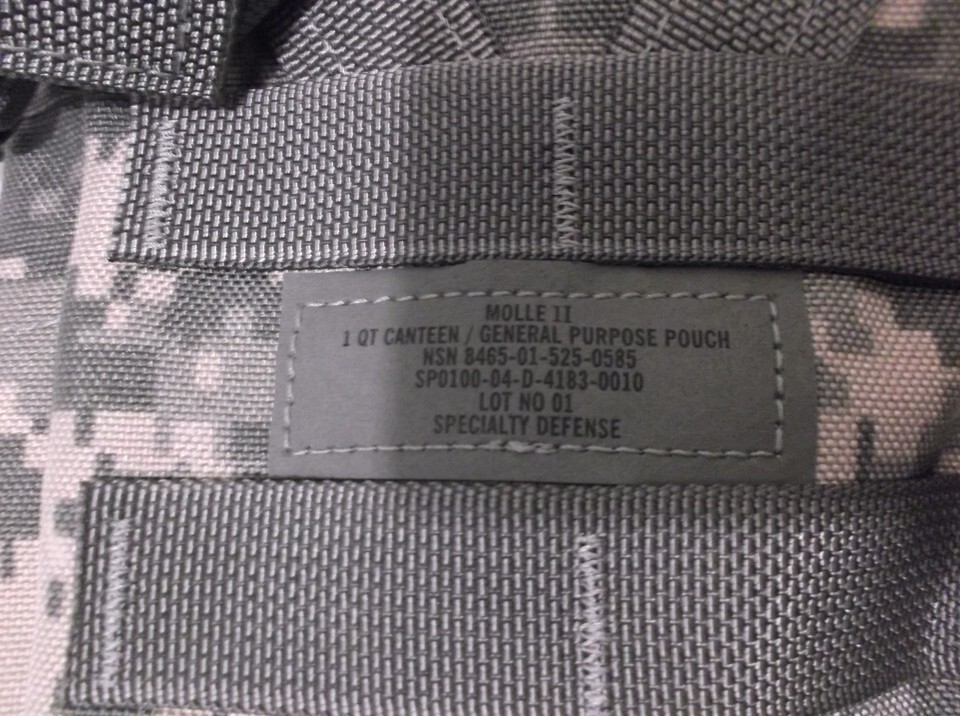 MOLLE II
1 QT CANTEEN / GENERAL PURPOSE POUCH
NSN 8465-01-525-0585
SP0100-04-D-4183-0010
LOT NO 01
SPECIALTY DEFENSE